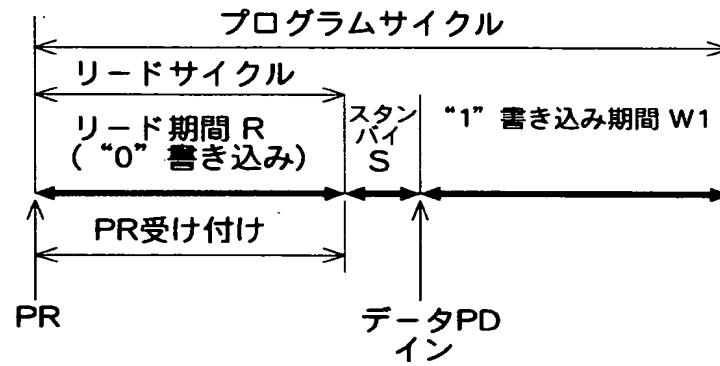 プログラムサイクル
リードサイクル
リード期間 R
(“0”書き込み)
スタン
バイ
S
“1”書き込み期間 W1
PR受け付け
PR
データPD
イン